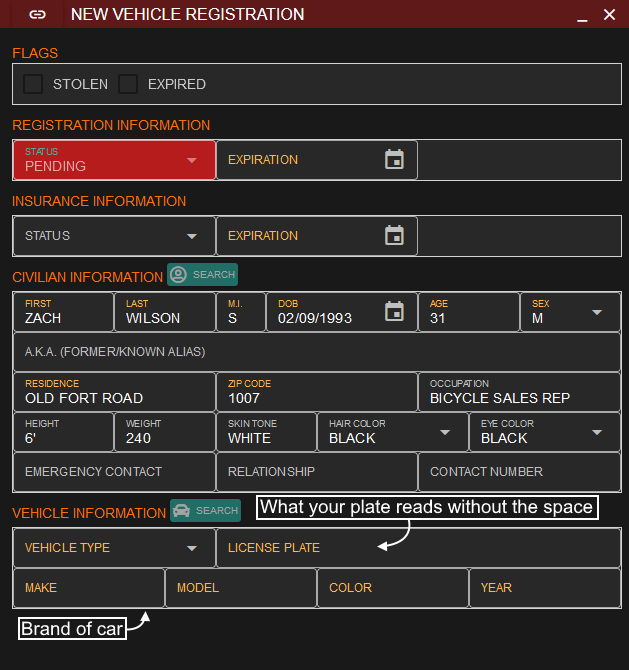 NEW VEHICLE REGISTRATION
FLAGS
STOLEN EXPIRED
REGISTRATION INFORMATION
STATUS
PENDING EXPIRATION
INSURANCE INFORMATION
STATUS EXPIRATION
CIVILIAN INFORMATION SEARCH
FIRST LAST M.I. DOB AGE SEX
ZACH WILSON S 02/09/1993 31 M
A.K.A. (FORMER/KNOWN ALIAS)
RESIDENCE ZIP CODE OCCUPATION
OLD FORT ROAD 1007 BICYCLE SALES REP
HEIGHT WEIGHT SKIN TONE HAIR COLOR EYE COLOR
6' 240 WHITE BLACK BLACK
EMERGENCY CONTACT RELATIONSHIP CONTACT NUMBER
VEHICLE INFORMATION SEARCH What your plate reads without the space
VEHICLE TYPE LICENSE PLATE
MAKE MODEL COLOR YEAR
Brand of car